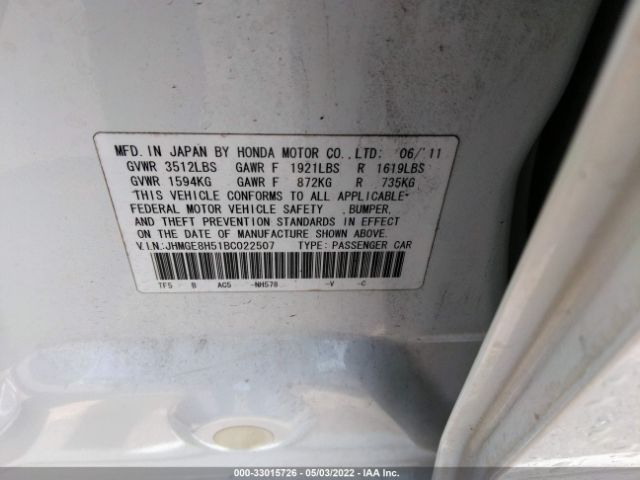 MFD. IN JAPAN BY HONDA MOTOR CO.,LTD. 06/'11
GVWR 3512LBS GAWR F 1921LBS R 1619LBS
GVWR 1594KG GAWR F 872KG R 735KG
THIS VEHICLE CONFORMS TO ALL APPLICABLE
FEDERAL MOTOR VEHICLE SAFETY ,BUMPER,
AND THEFT PREVENTION STANDARDS IN EFFECT
ON THE DATE OF MANUFACTURE SHOWN ABOVE.
V.I.N.:JHMGE8H51BC022507 TYPE: PASSENGER CAR
TF5 B AC5 -NH578 -V -C
000-33015726 - 05/03/2022 - IAA Inc.